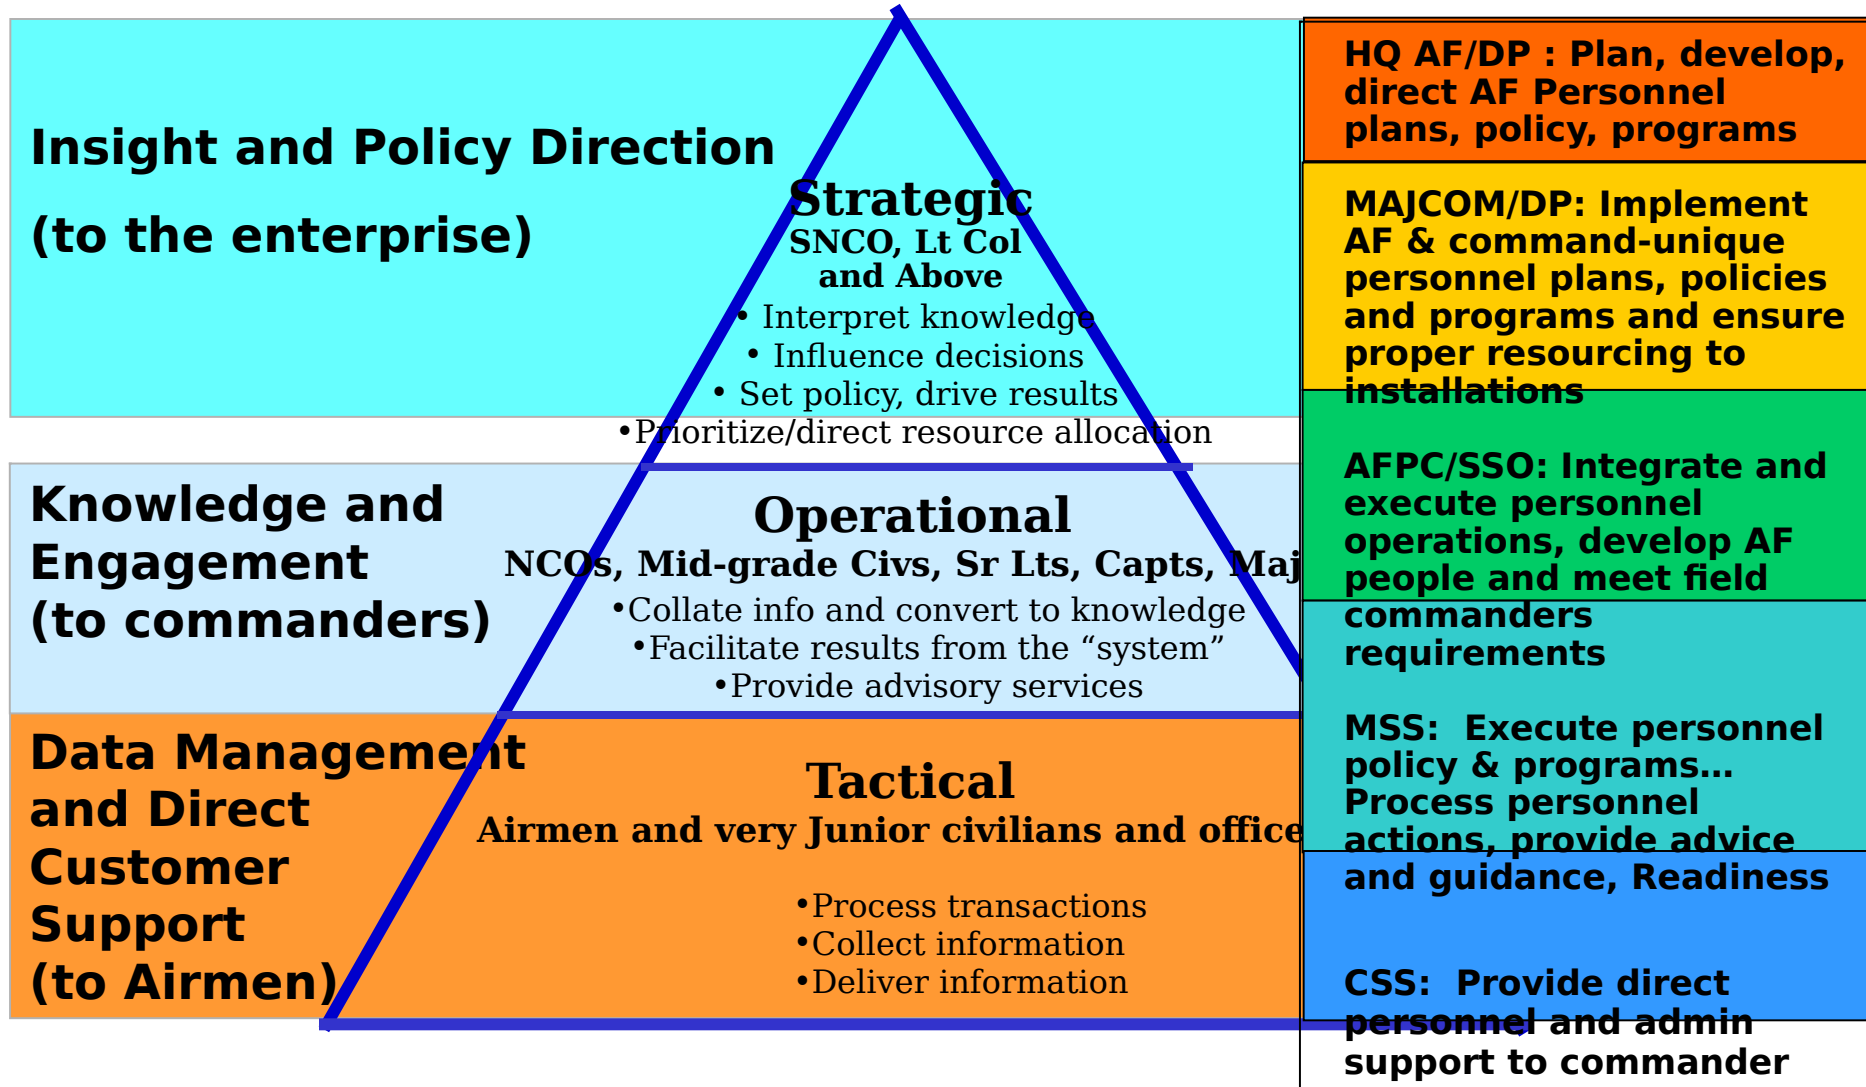 Insight and Policy Direction
(to the enterprise)
Strategic
SNCO, Lt Col
and Above
• Interpret knowledge
• Influence decisions
• Set policy, drive results
•Prioritize/direct resource allocation
Knowledge and
Engagement
(to commanders)
Operational
NCOs, Mid-grade Civs, Sr Lts, Capts, Maj
•Collate info and convert to knowledge
•Facilitate results from the “system”
•Provide advisory services
Data Management
and Direct
Customer
Support
(to Airmen)
Tactical
Airmen and very Junior civilians and office
•Process transactions
•Collect information
•Deliver information
HQ AF/DP : Plan, develop,
direct AF Personnel
plans, policy, programs
MAJCOM/DP: Implement
AF & command-unique
personnel plans, policies
and programs and ensure
proper resourcing to
installations
AFPC/SSO: Integrate and
execute personnel
operations, develop AF
people and meet field
commanders
requirements
MSS:  Execute personnel
policy & programs…
Process personnel
actions, provide advice
and guidance, Readiness
CSS:  Provide direct
personnel and admin
support to commander